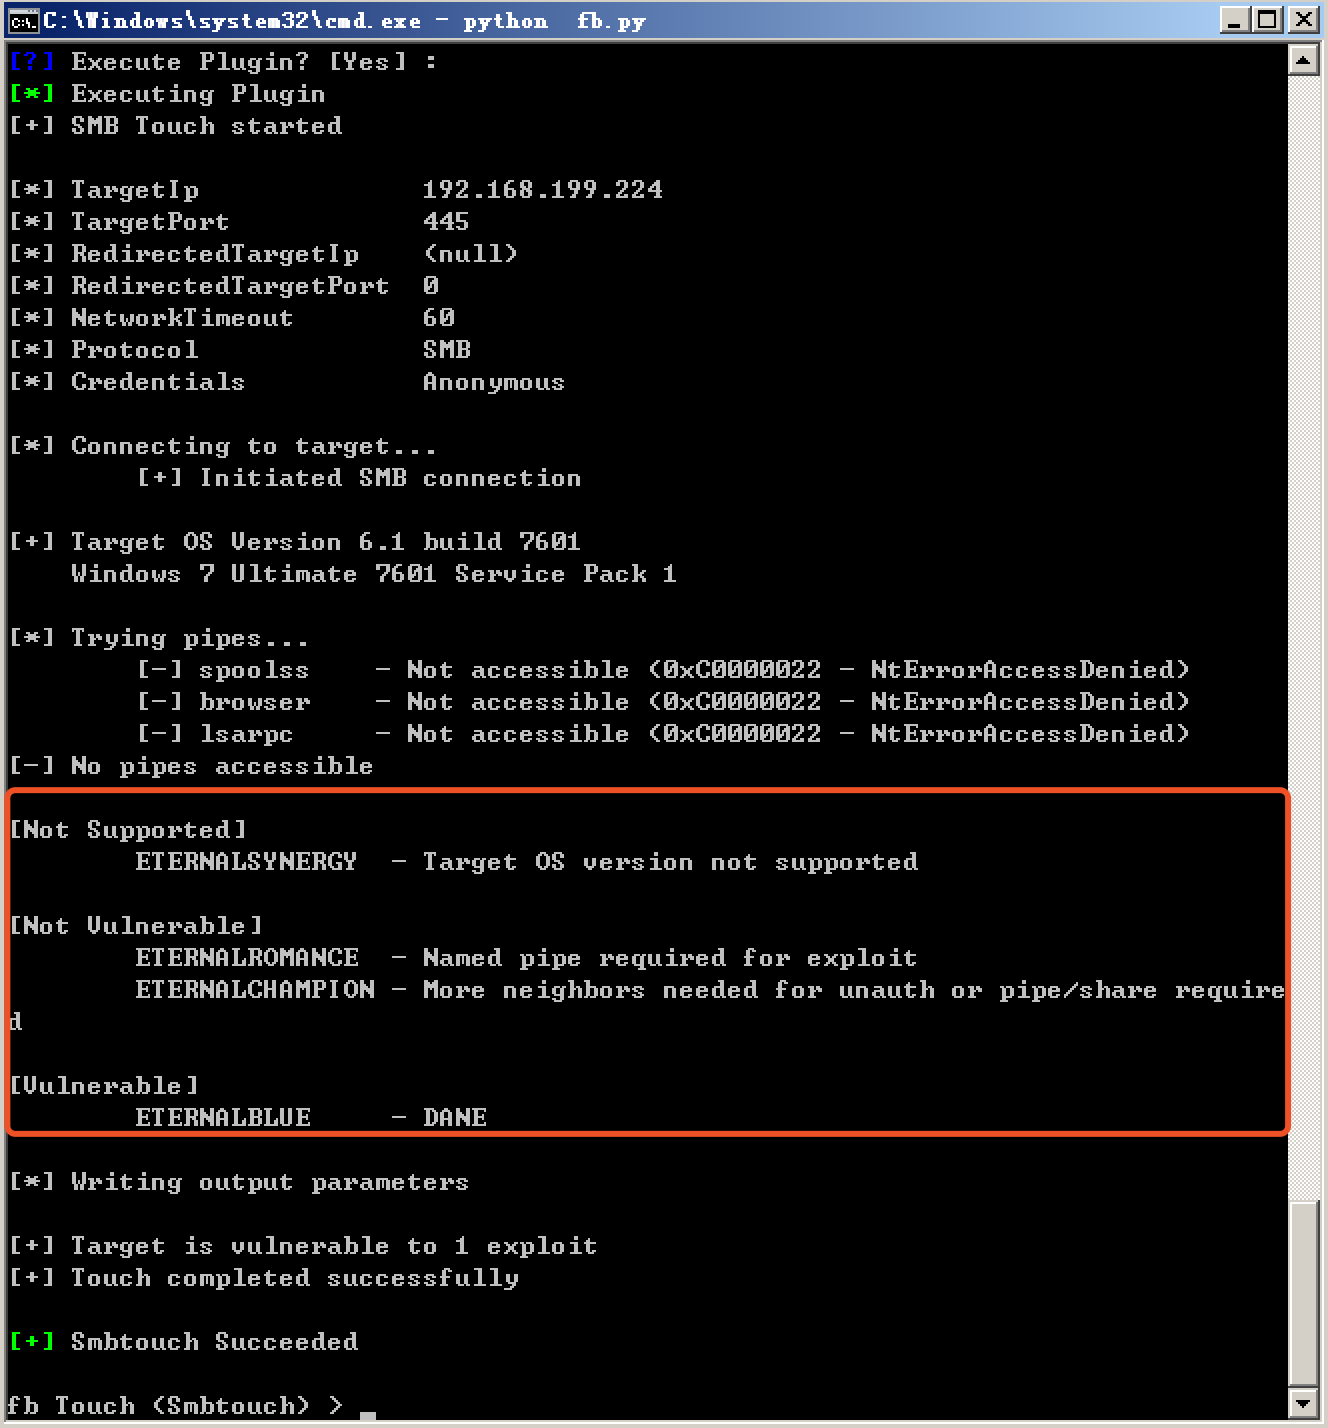 C:\Windows\system32\cmd.exe - python  fb.py
[?] Execute Plugin? [Yes] :
[*] Executing Plugin
[+] SMB Touch started
[*] TargetIp              192.168.199.224
[*] TargetPort            445
[*] RedirectedTargetIp    (null)
[*] RedirectedTargetPort  0
[*] NetworkTimeout        60
[*] Protocol              SMB
[*] Credentials           Anonymous
[*] Connecting to target...
        [+] Initiated SMB connection
[+] Target OS Version 6.1 build 7601
    Windows 7 Ultimate 7601 Service Pack 1
[*] Trying pipes...
        [-] spoolss    - Not accessible (0xC0000022 - NtErrorAccessDenied)
        [-] browser    - Not accessible (0xC0000022 - NtErrorAccessDenied)
        [-] lsarpc     - Not accessible (0xC0000022 - NtErrorAccessDenied)
[-] No pipes accessible
[Not Supported]
        ETERNALSYNERGY  - Target OS version not supported
[Not Vulnerable]
        ETERNALROMANCE  - Named pipe required for exploit
        ETERNALCHAMPION - More neighbors needed for unauth or pipe/share require
d
[Vulnerable]
        ETERNALBLUE     - DANE
[*] Writing output parameters
[+] Target is vulnerable to 1 exploit
[+] Touch completed successfully
[+] Smbtouch Succeeded
fb Touch (Smbtouch) > _